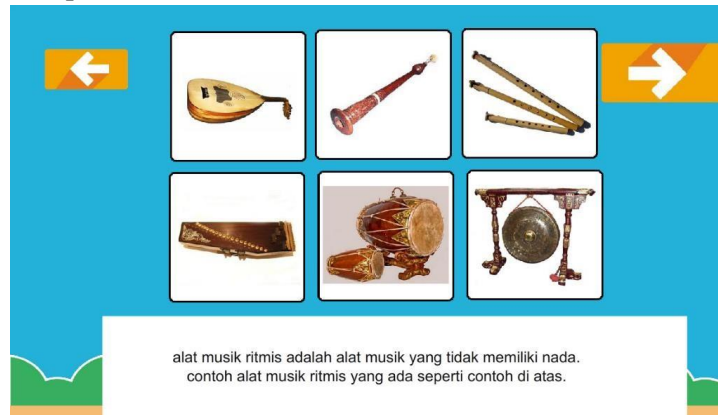 alat musik ritmis adalah alat musik yang tidak memiliki nada.
contoh alat musik ritmis yang ada seperti contoh di atas.